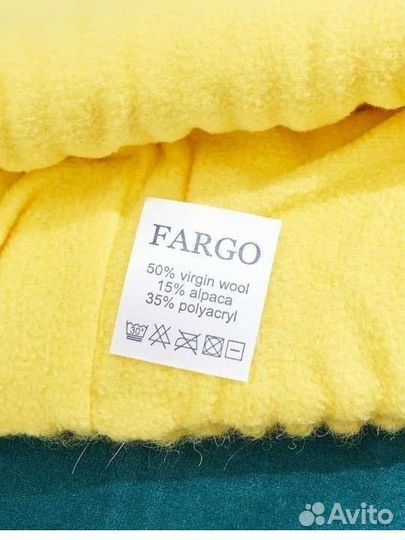 FARGO
50% virgin wool
15% alpaca
35% polyacryl
30°
Avito